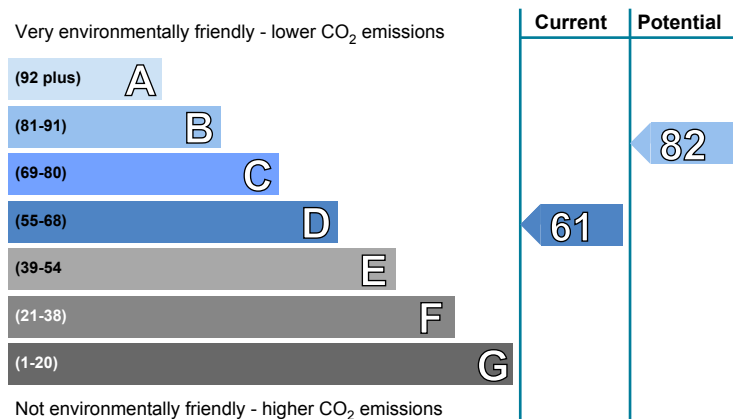 Very environmentally friendly - lower CO₂ emissions
Current
Potential
(92 plus) A
(81-91) B
(69-80) C
(55-68) D
(39-54 E
(21-38) F
(1-20) G
82
61
Not environmentally friendly - higher CO₂ emissions